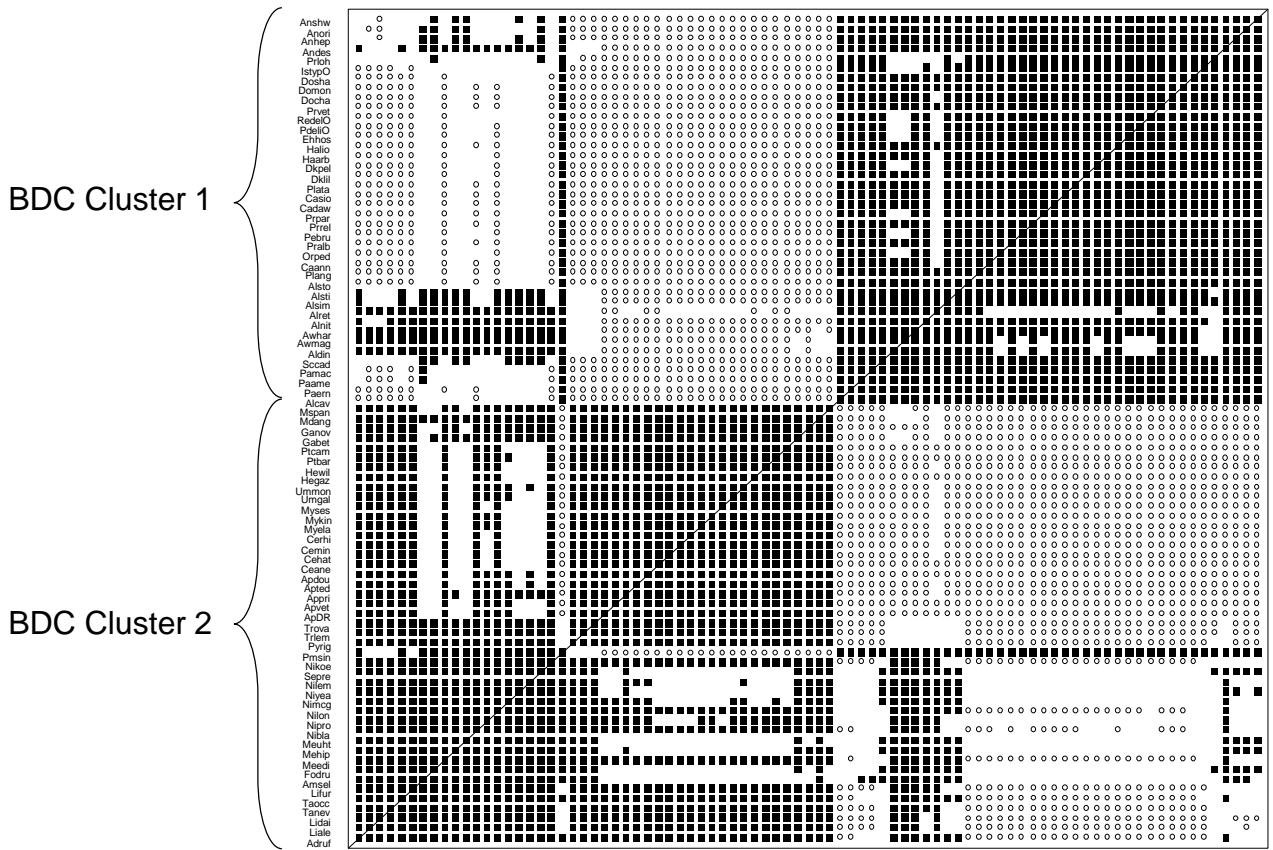 Anshw
Anori
Anhep
Andes
Prloh
IstypO
Dosha
Domon
Docha
Prvet
RedelO
PdeliO
Ehhos
Halio
Haarb
Dkpel
Dklil
Plata
Casio
Cadaw
Prpar
Prrel
Pebru
Pralb
Orped
Caann
Plang
Alsto
Alsti
Alsim
Alret
Alnit
Awhar
Awmag
Aldin
Sccad
Pamac
Paame
Paern
Alcav
Mspan
Mdang
Ganov
Gabet
Ptcam
Ptbar
Hewil
Hegaz
Ummon
Umgal
Myses
Mykin
Myela
Cerhi
Cemin
Cehat
Ceane
Apdou
Apted
Appri
Apvet
ApDR
Trova
Trlem
Pyrig
Pmsin
Nikoe
Sepre
Nilem
Niyea
Nimcg
Nilon
Nipro
Nibla
Meuht
Mehip
Meedi
Fodru
Amsel
Lifur
Taocc
Tanev
Lidai
Liale
Adruf
BDC Cluster 1
BDC Cluster 2